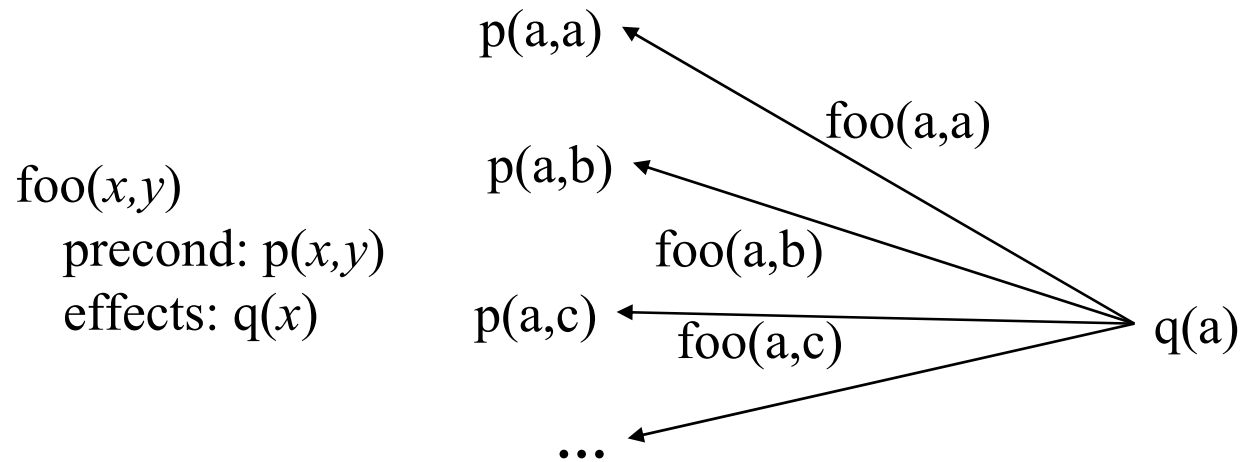 foo(x,y)
precond: p(x,y)
effects: q(x)
p(a,a)
foo(a,a)
p(a,b)
foo(a,b)
p(a,c)
foo(a,c)
q(a)
...